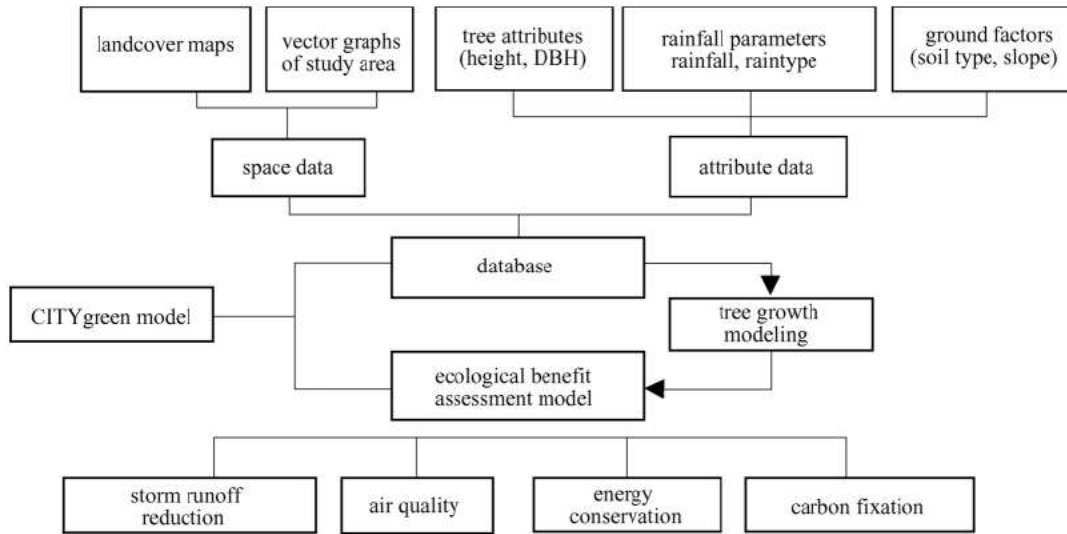 landcover maps
vector graphs
of study area
tree attributes
(height, DBH)
rainfall parameters
rainfall, raintype
ground factors
(soil type, slope)
space data
attribute data
database
CITYgreen model
tree growth
modeling
ecological benefit
assessment model
storm runoff
reduction
air quality
energy
conservation
carbon fixation